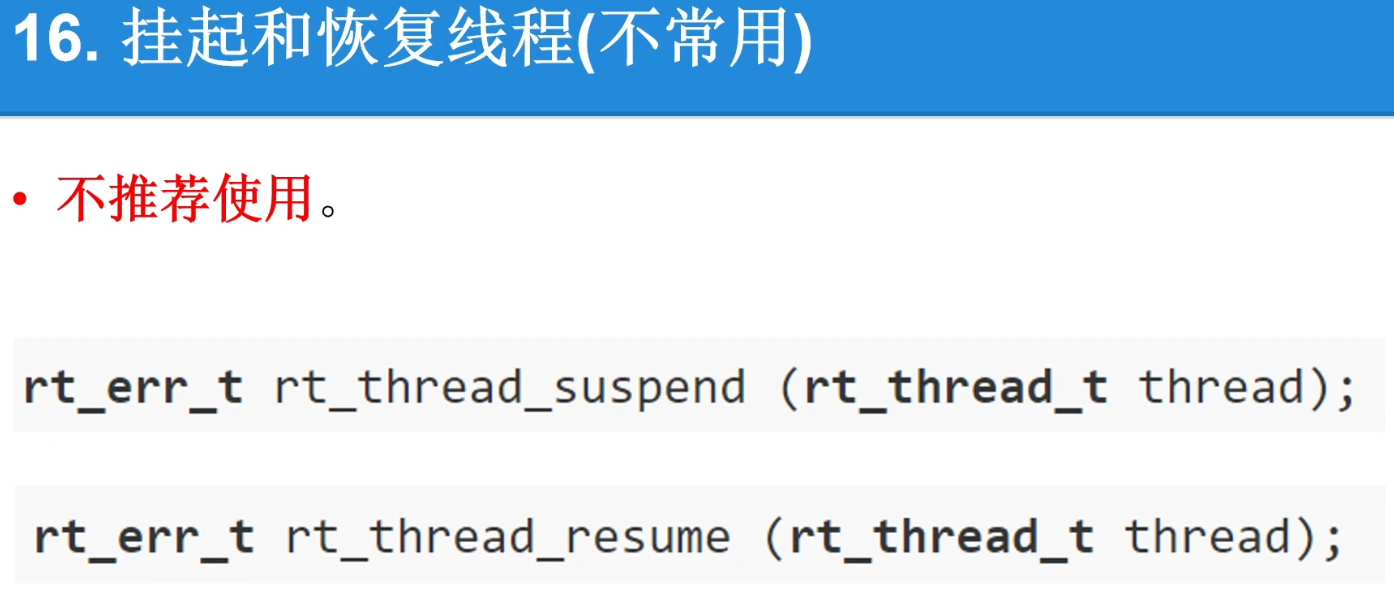 16. 挂起和恢复线程(不常用)
• 不推荐使用。
rt_err_t rt_thread_suspend (rt_thread_t thread);
rt_err_t rt_thread_resume (rt_thread_t thread);